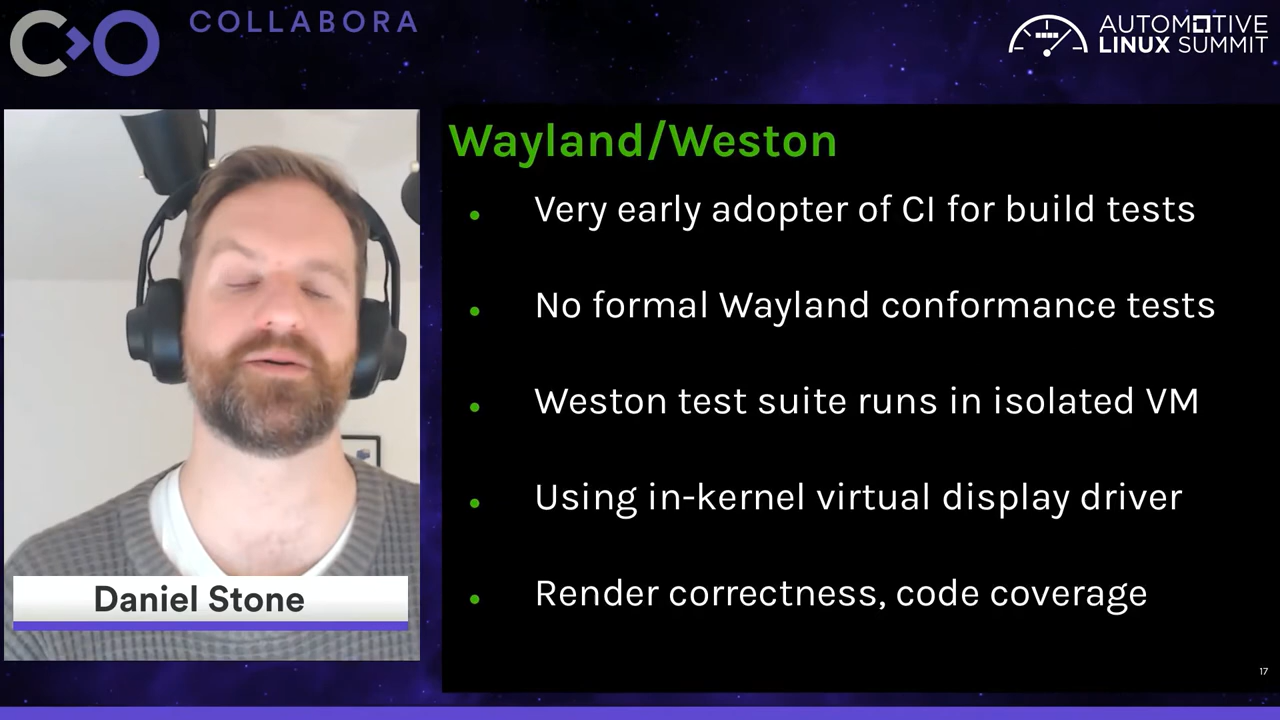 COLLABORA
AUTOMOTIVE
LINUX SUMMIT
Wayland/Weston
Very early adopter of CI for build tests
No formal Wayland conformance tests
Weston test suite runs in isolated VM
Using in-kernel virtual display driver
Render correctness, code coverage
Daniel Stone
17